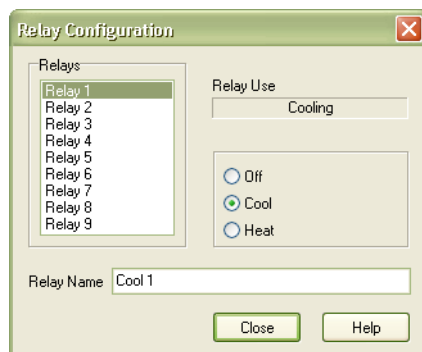 Relay Configuration
Relays
Relay 1
Relay 2
Relay 3
Relay 4
Relay 5
Relay 6
Relay 7
Relay 8
Relay 9
Relay Use
Cooling
Off
Cool
Heat
Relay Name Cool 1
Close Help